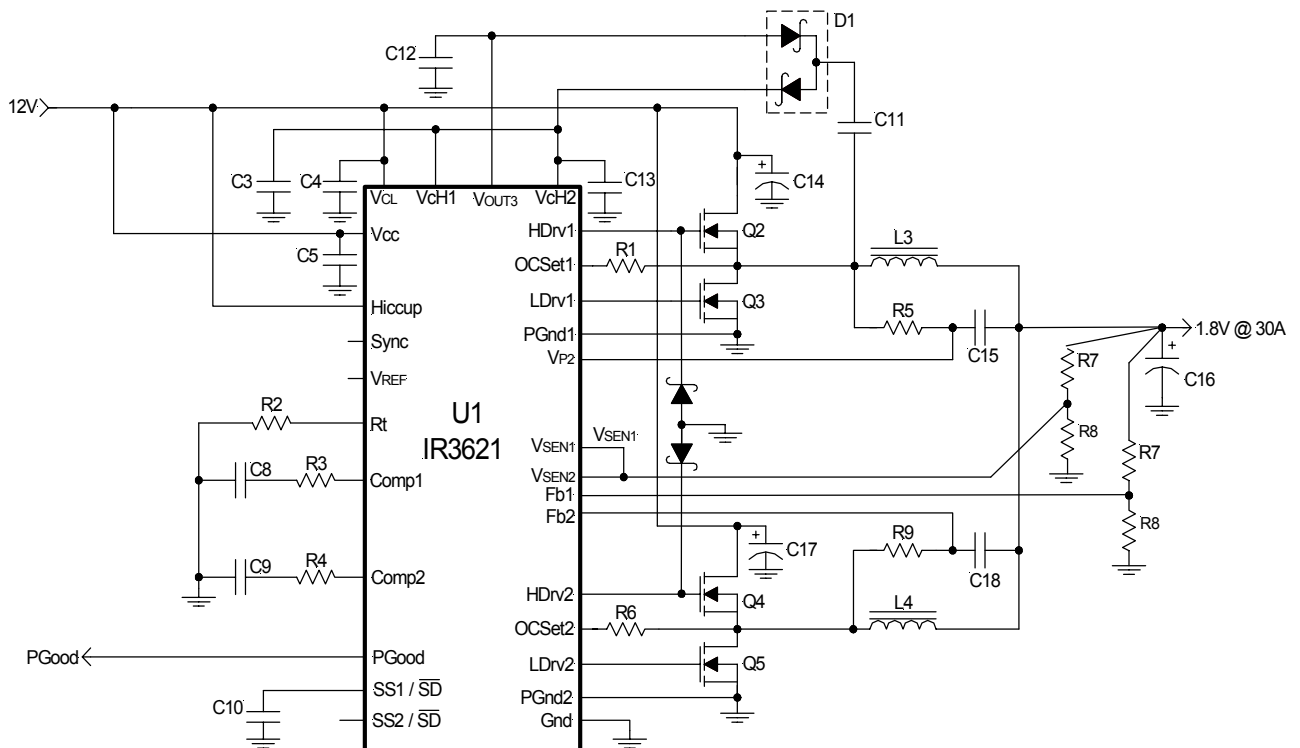 D1
C12
12V
C11
C3
C4
C13
C14
VCL
VcH1
VOUT3
VcH2
Vcc
HDrv1
Q2
C5
OCSet1
R1
L3
Hiccup
LDrv1
Q3
PGnd1
R5
1.8V @ 30A
Sync
VP2
C15
R7
C16
VREF
R2
Rt
U1
IR3621
VSEN1
VSEN1
R8
C8
R3
Comp1
VSEN2
R7
Fb1
Fb2
R8
C17
R9
C9
R4
Comp2
C18
HDrv2
Q4
L4
OCSet2
R6
PGood
PGood
LDrv2
Q5
SS1 / SD
PGnd2
C10
SS2 / SD
Gnd